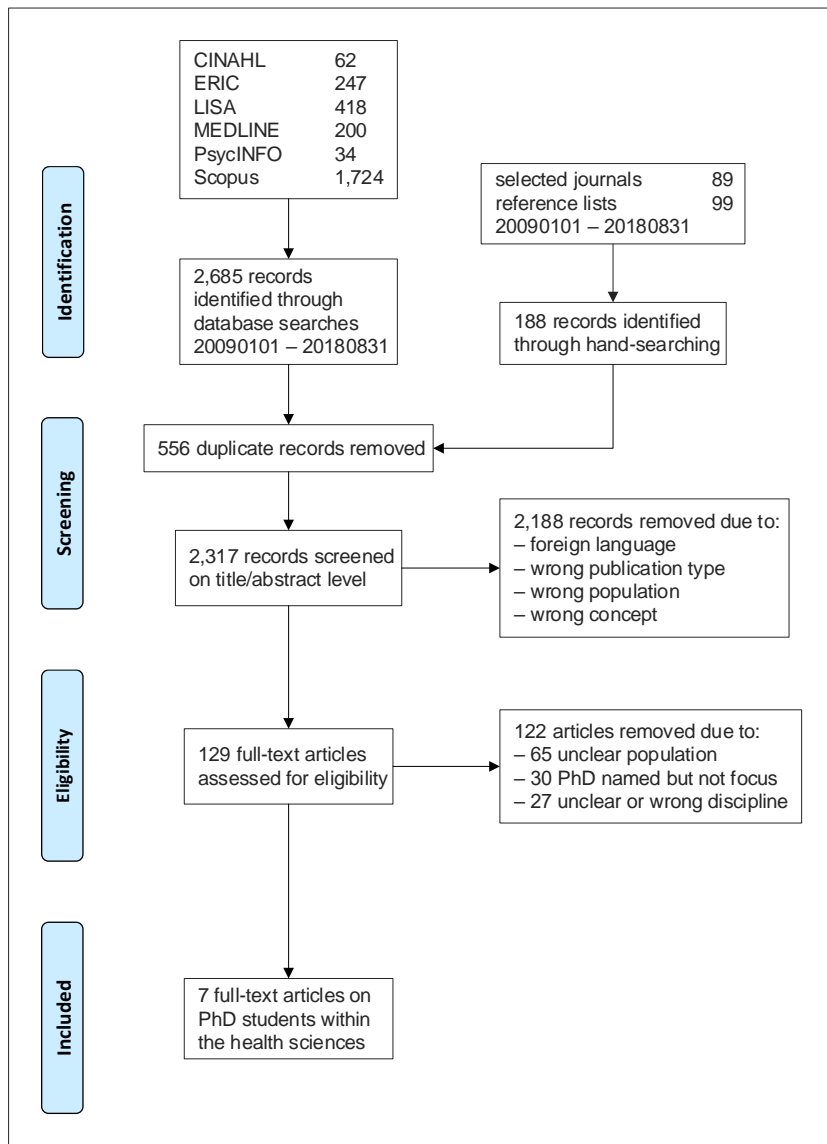 CINAHL 62
ERIC 247
LISA 418
MEDLINE 200
PsycINFO 34
Scopus 1,724
selected journals 89
reference lists 99
20090101 – 20180831
Identification
2,685 records
identified through
database searches
20090101 – 20180831
188 records identified
through hand-searching
556 duplicate records removed
Screening
2,317 records screened
on title/abstract level
2,188 records removed due to:
– foreign language
– wrong publication type
– wrong population
– wrong concept
Eligibility
129 full-text articles
assessed for eligibility
122 articles removed due to:
– 65 unclear population
– 30 PhD named but not focus
– 27 unclear or wrong discipline
Included
7 full-text articles on
PhD students within
the health sciences